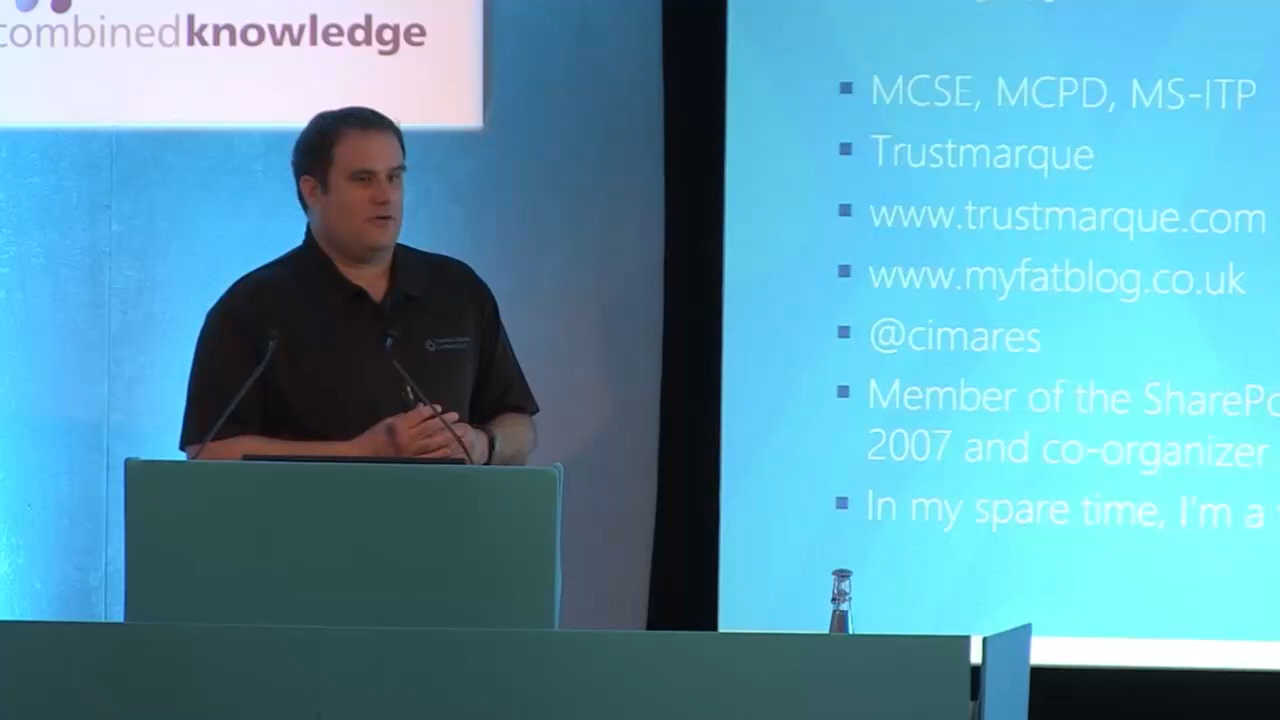 combinedknowledge
MCSE, MCPD, MS-ITP
Trustmarque
www.trustmarque.com
www.myfatblog.co.uk
@cimares
Member of the SharePo
2007 and co-organizer
In my spare time, I'm a